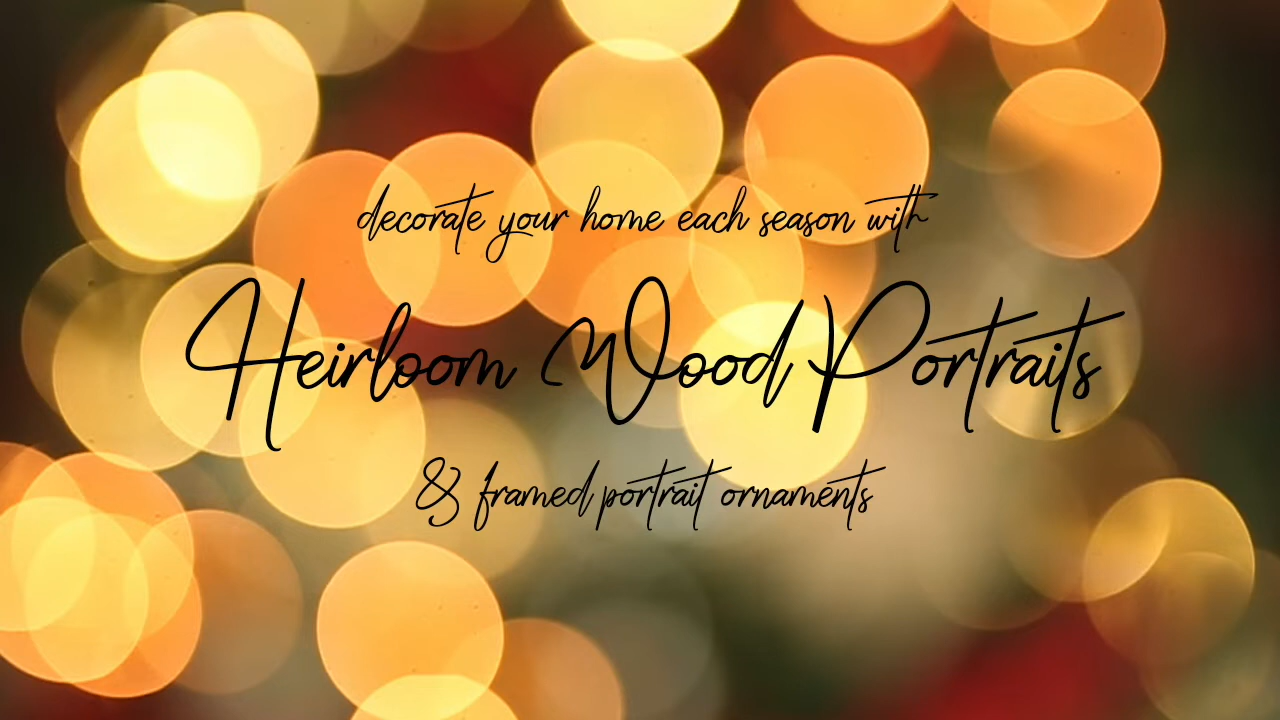 decorate your home each season with
Heirloom Wood Portraits
& framed portrait ornaments